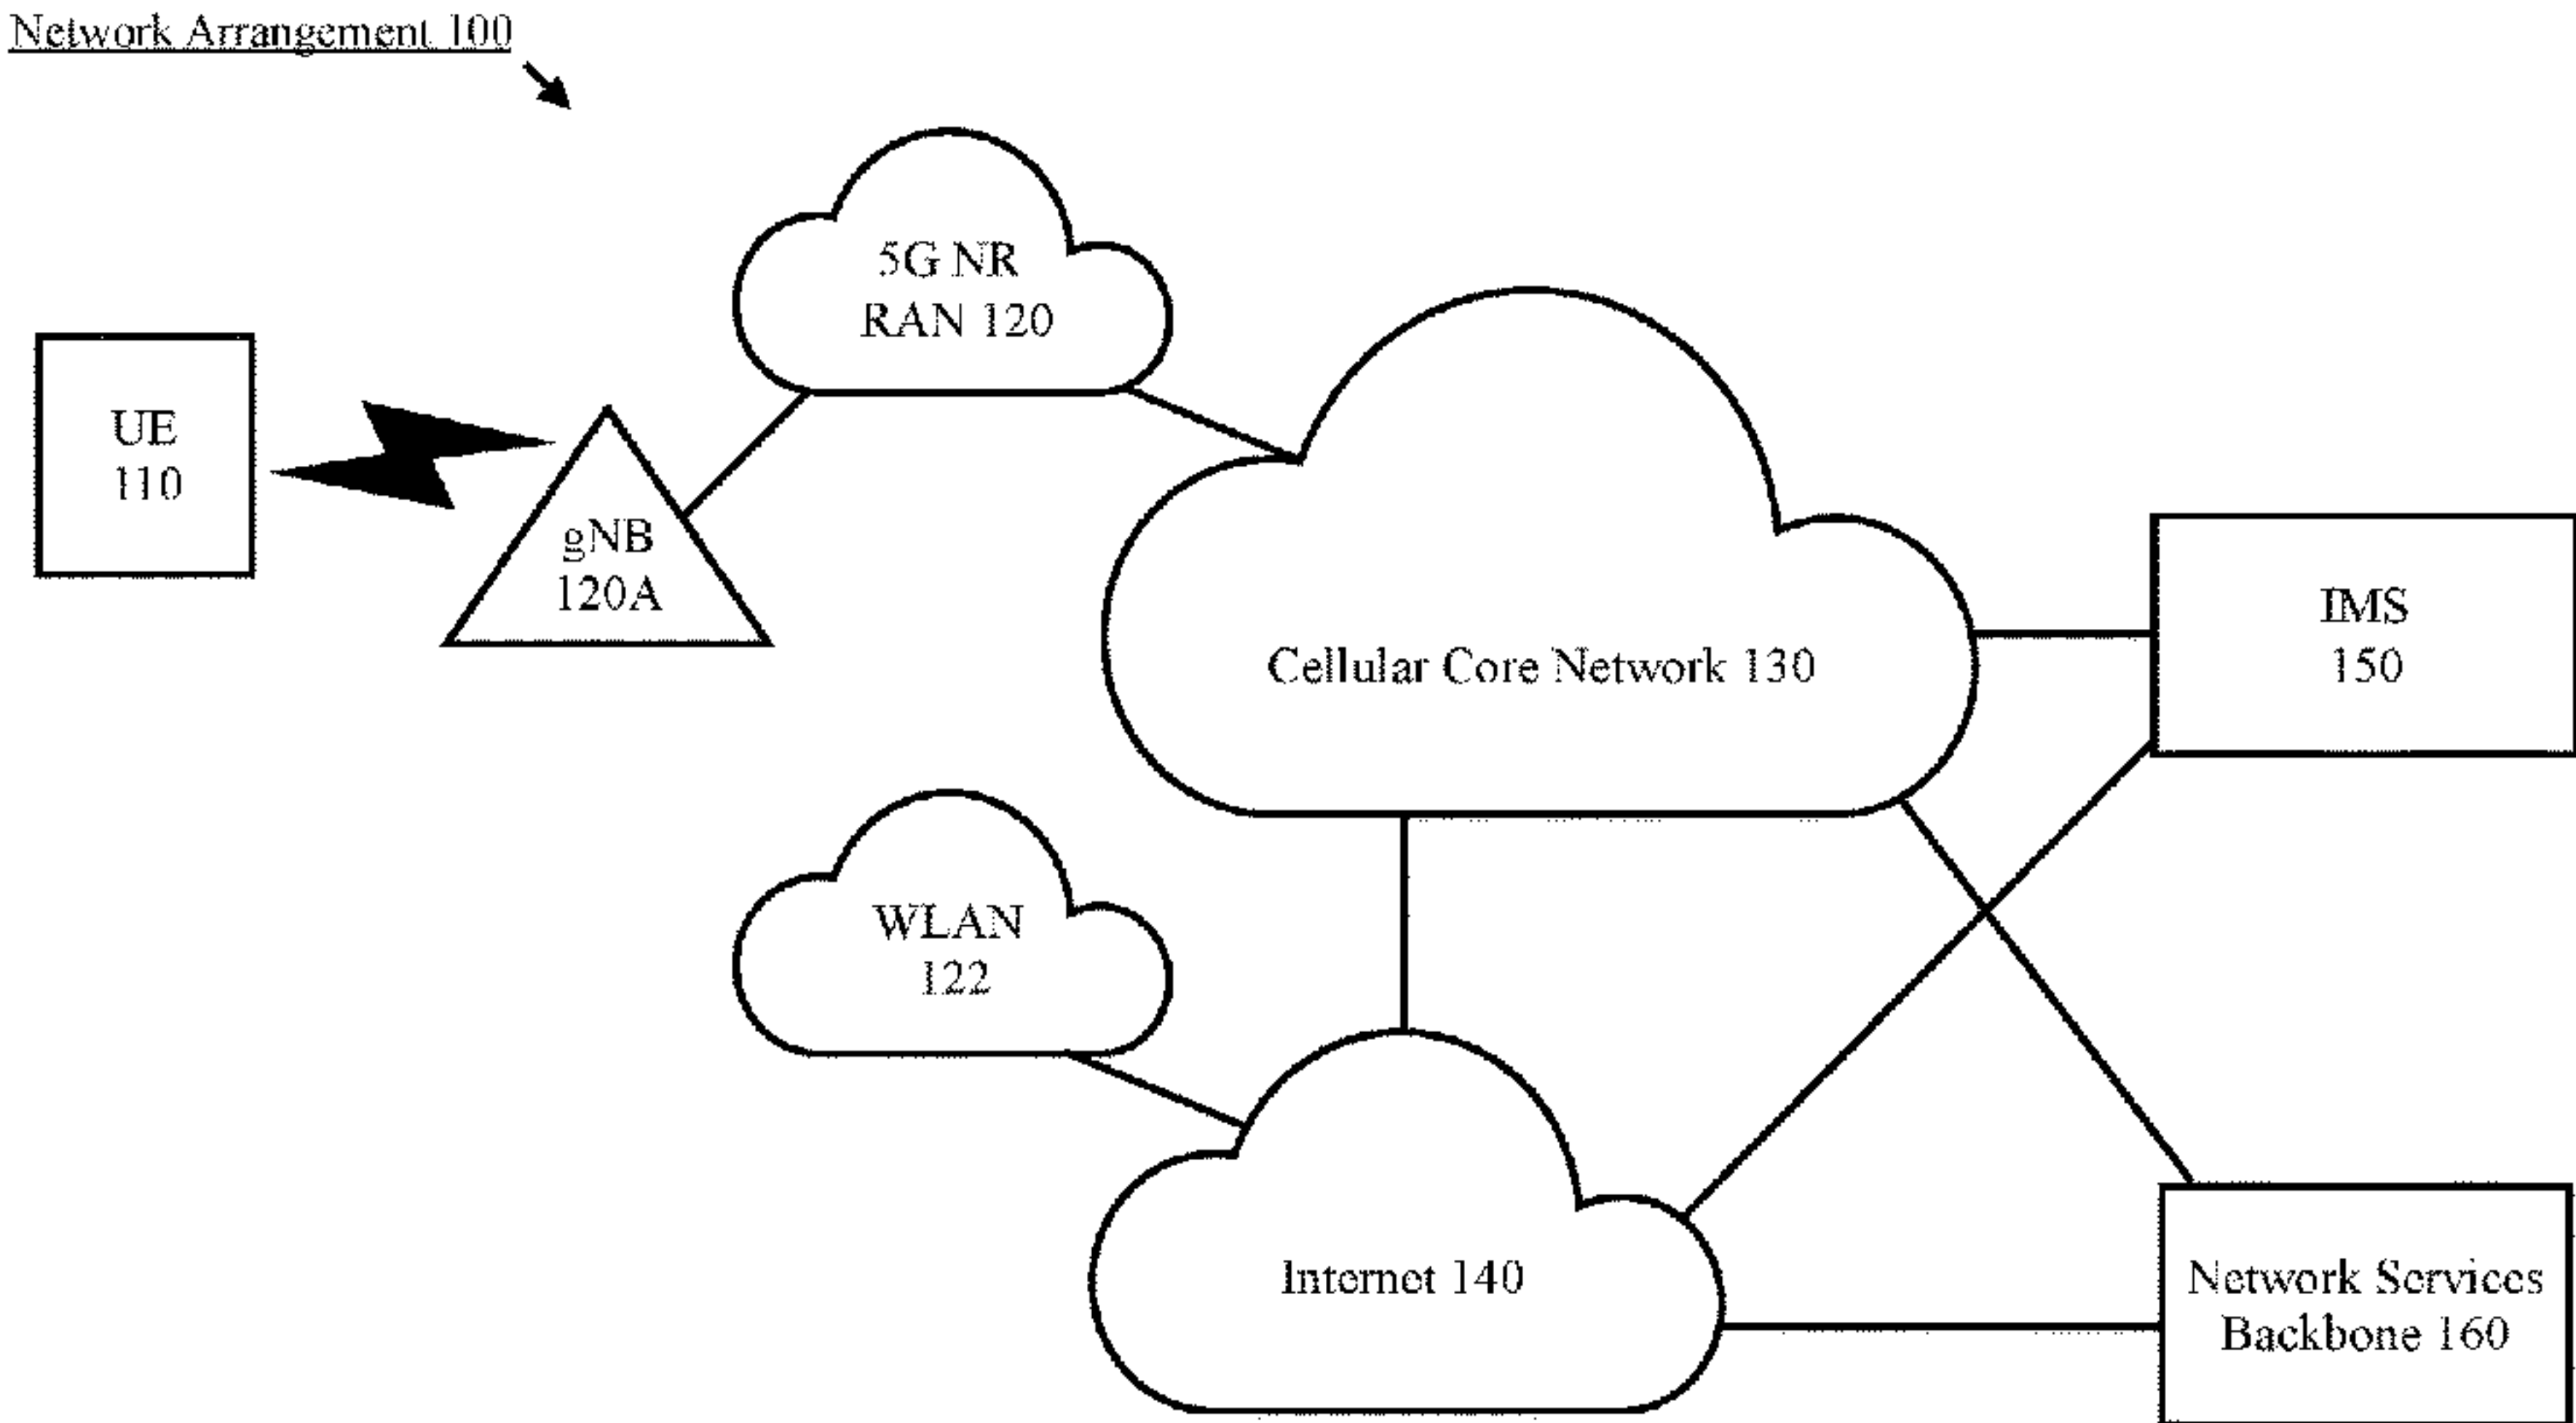 Network Arrangement 100
5G NR
RAN 120
UE
110
gNB
120A
Cellular Core Network 130
IMS
150
WLAN
122
Internet 140
Network Services
Backbone 160